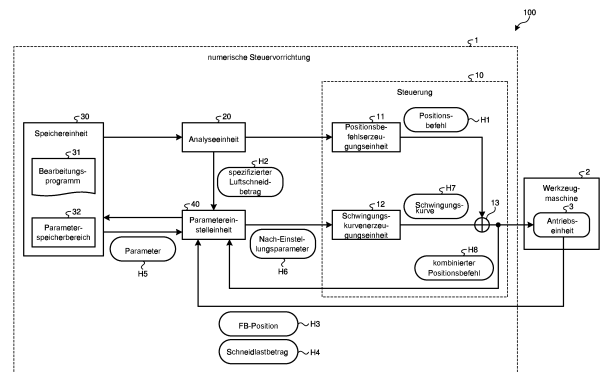 100
1
numerische Steuervorrichtung
10
Steuerung
30
Speichereinheit
31
Bearbeitungs-
programm
32
Parameter-
speicherbereich
20
Analyseeinheit
H2
spezifizierter
Luftschneid-
betrag
40
Parameterein-
stelleinheit
Parameter
H5
Nach-Einstel-
lungsparameter
H6
11
Positionsbe-
fehlserzeu-
gungseinheit
Positions-
befehl
H1
12
Schwingungs-
kurvenerzeu-
gungseinheit
H7
Schwingungs-
kurve
13
H8
kombinierter
Positionsbefehl
2
Werkzeug-
maschine
3
Antriebs-
einheit
FB-Position
H3
Schneidlastbetrag
H4